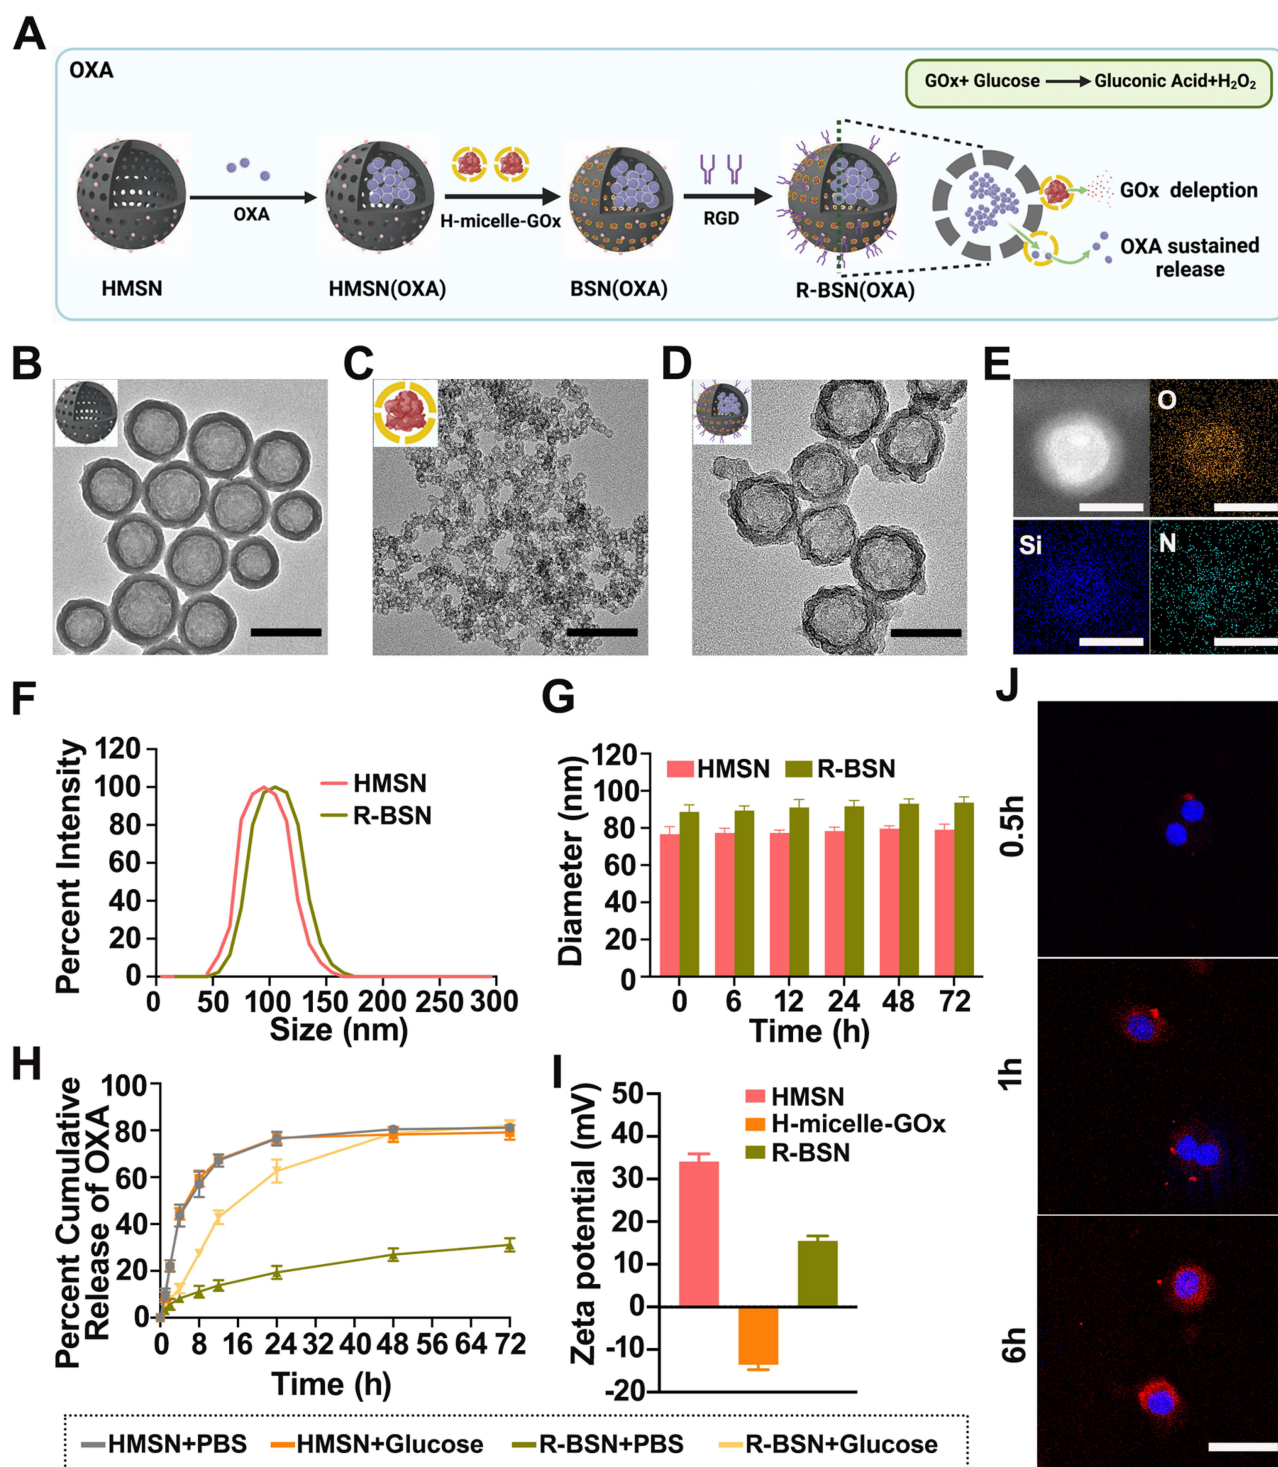 A
OXA
GOx+ Glucose → Gluconic Acid+H₂O₂
OXA
H-micelle-GOx
RGD
GOx deleption
OXA sustained
release
HMSN
HMSN(OXA)
BSN(OXA)
R-BSN(OXA)
B
C
D
E
O
Si
N
F
Percent Intensity
120
100
80
60
40
20
0
HMSN
R-BSN
0 50 100 150 200 250 300
Size (nm)
G
Diameter (nm)
120
100
80
60
40
20
0
HMSN R-BSN
0 6 12 24 48 72
Time (h)
H
Percent Cumulative
Release of OXA
100
80
60
40
20
0
0 8 16 24 32 40 48 56 64 72
Time (h)
I
Zeta potential (mV)
50
40
30
20
10
0
-10
-20
HMSN
H-micelle-GOx
R-BSN
J
0.5h
1h
6h
HMSN+PBS HMSN+Glucose R-BSN+PBS R-BSN+Glucose